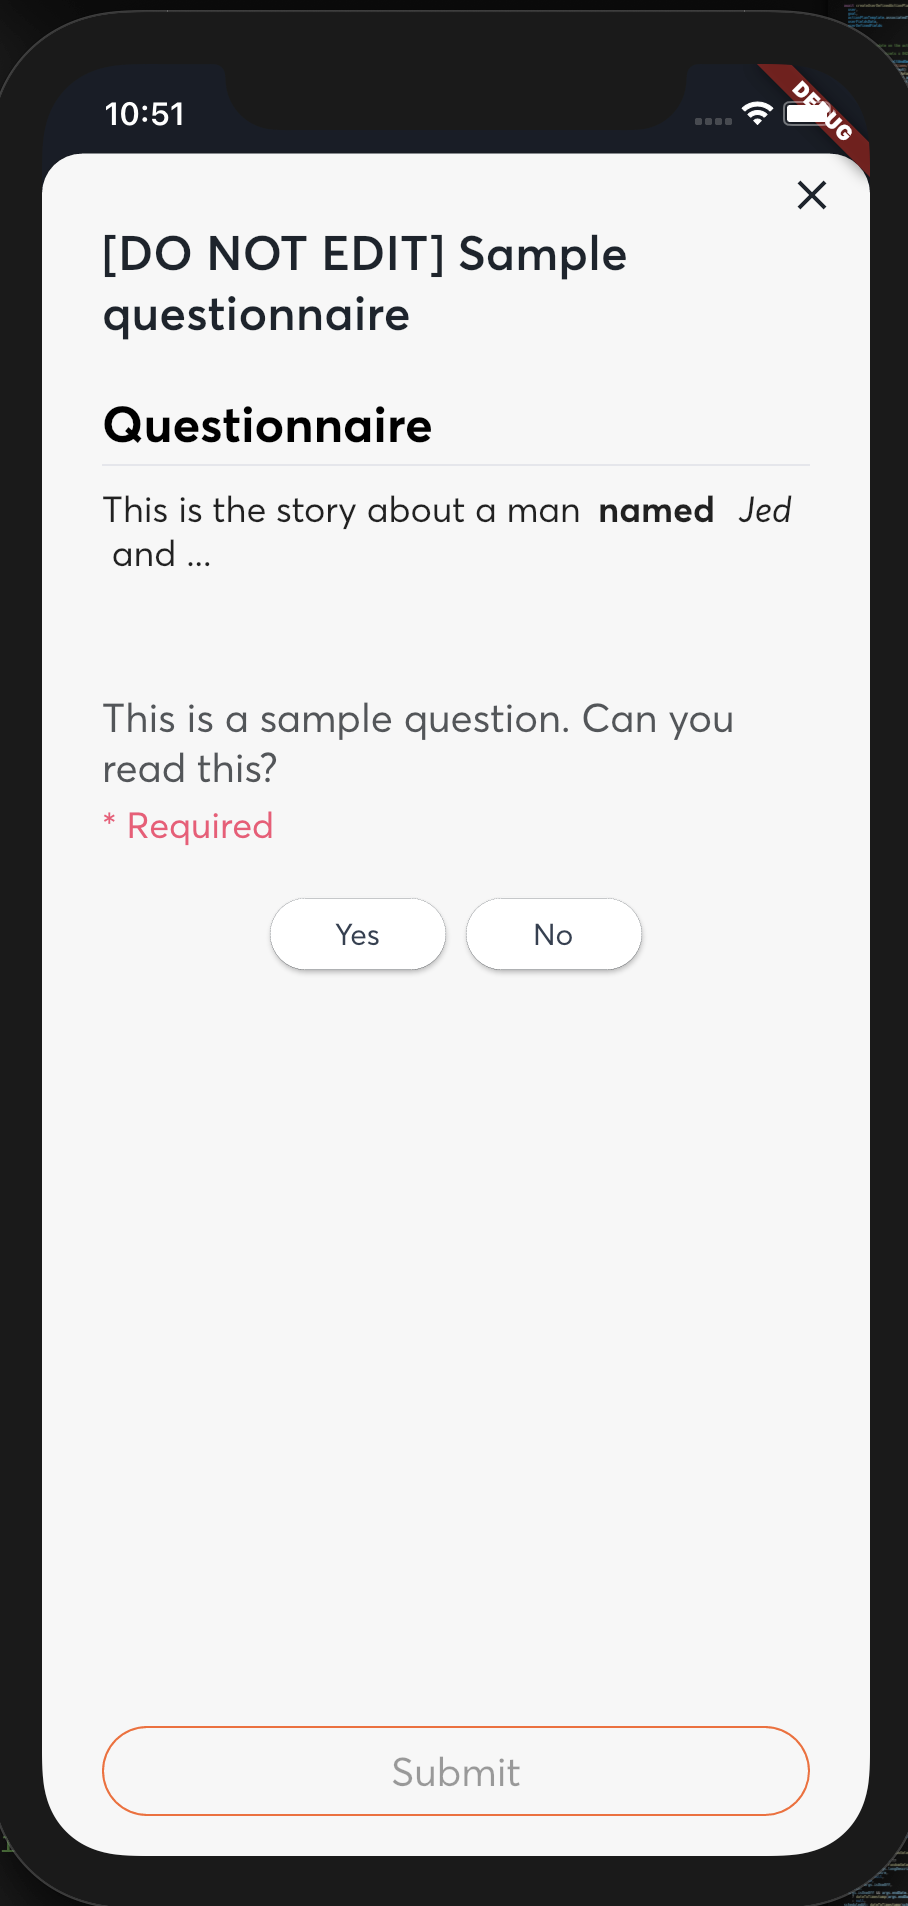 10:51
DEBUG
[DO NOT EDIT] Sample
questionnaire
Questionnaire
This is the story about a man named Jed
and ...
This is a sample question. Can you
read this?
* Required
Yes No
Submit